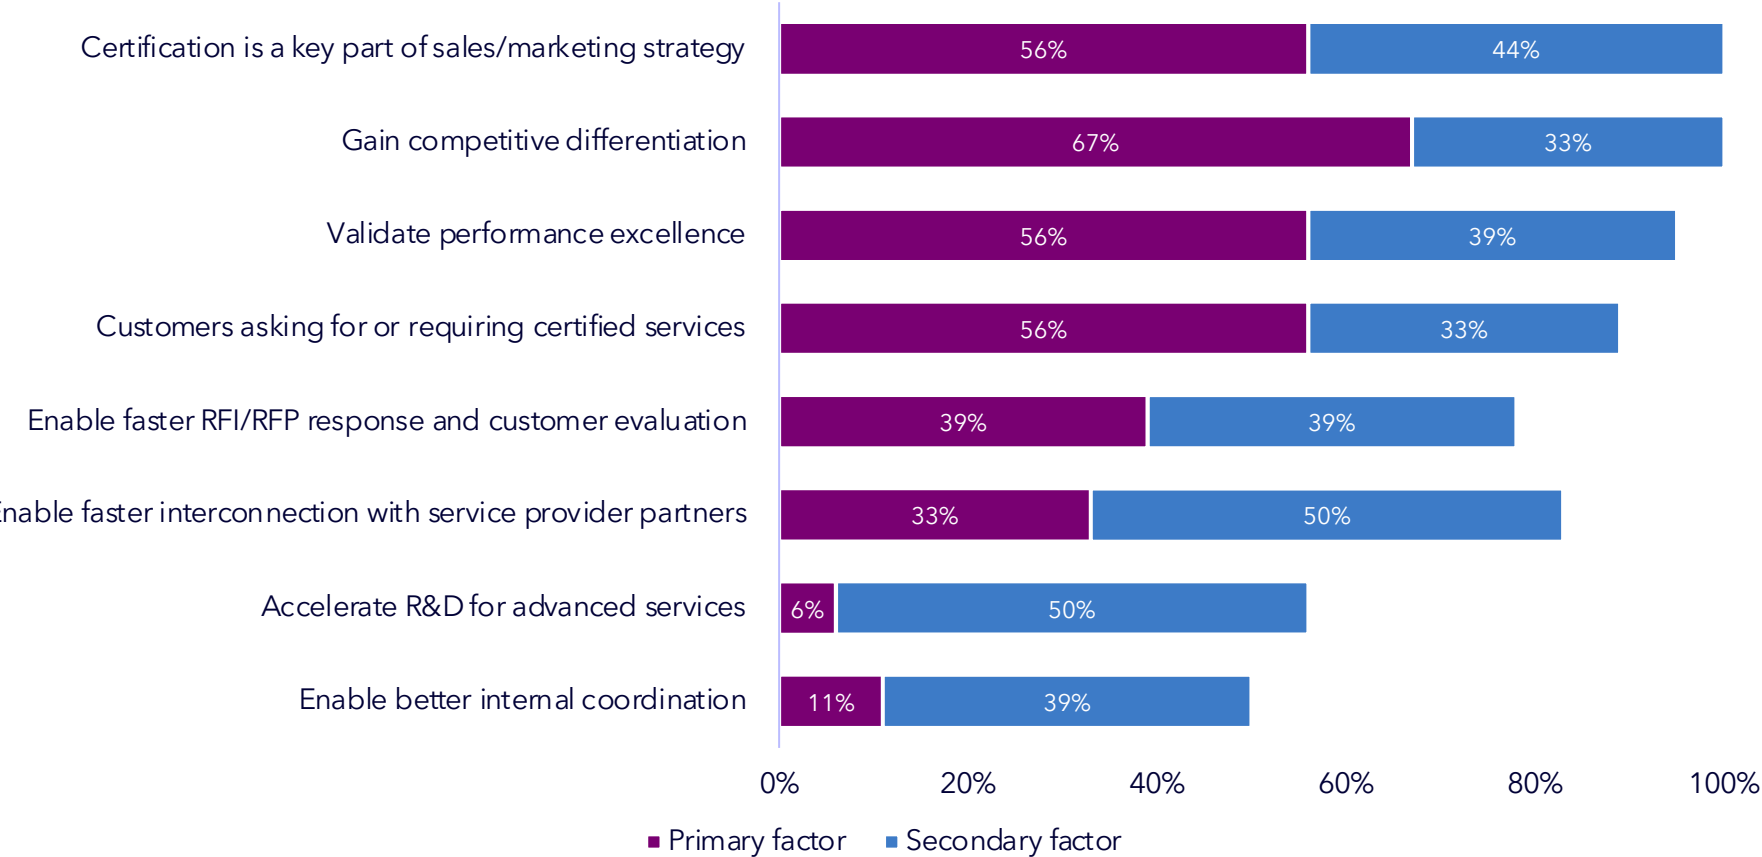 Certification is a key part of sales/marketing strategy 56% 44%
Gain competitive differentiation 67% 33%
Validate performance excellence 56% 39%
Customers asking for or requiring certified services 56% 33%
Enable faster RFI/RFP response and customer evaluation 39% 39%
Enable faster interconnection with service provider partners 33% 50%
Accelerate R&D for advanced services 6% 50%
Enable better internal coordination 11% 39%
0% 20% 40% 60% 80% 100%
Primary factor Secondary factor